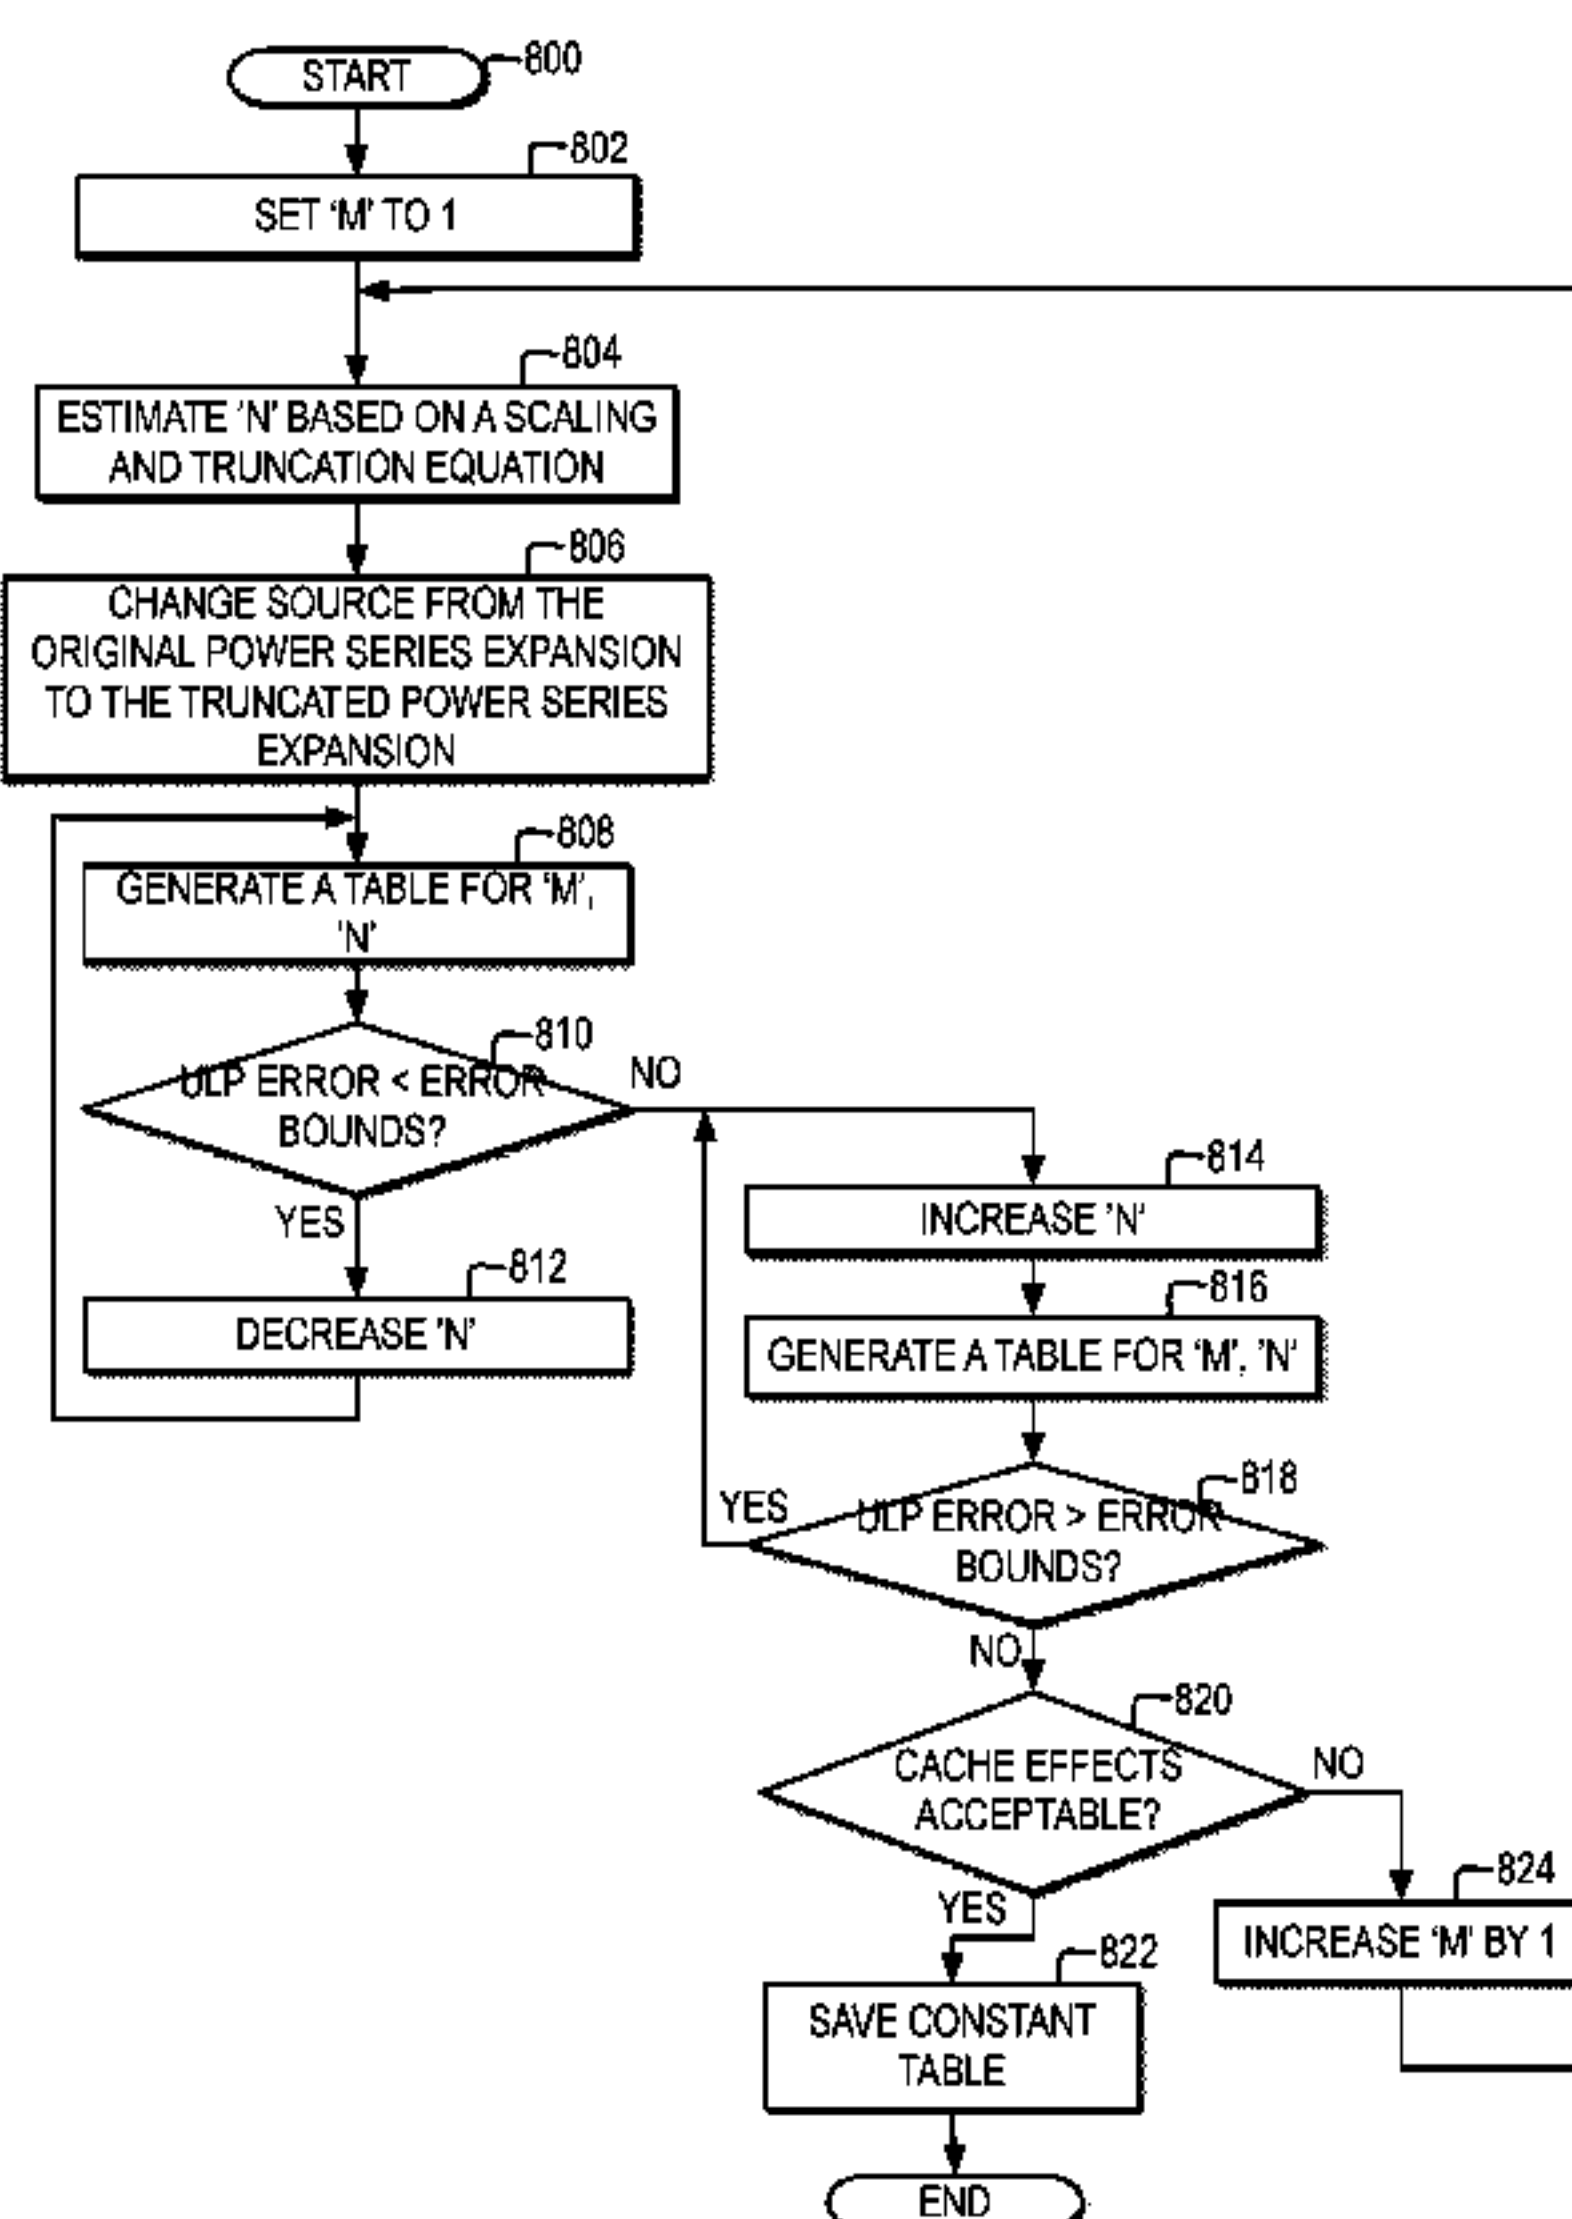 START
800
802
SET 'M' TO 1
804
ESTIMATE 'N' BASED ON A SCALING
AND TRUNCATION EQUATION
806
CHANGE SOURCE FROM THE
ORIGINAL POWER SERIES EXPANSION
TO THE TRUNCATED POWER SERIES
EXPANSION
808
GENERATE A TABLE FOR 'M',
'N'
810
ULP ERROR < ERROR
BOUNDS?
NO
YES
812
DECREASE 'N'
814
INCREASE 'N'
816
GENERATE A TABLE FOR 'M', 'N'
818
ULP ERROR > ERROR
BOUNDS?
YES
NO
820
CACHE EFFECTS
ACCEPTABLE?
NO
YES
824
INCREASE 'M' BY 1
822
SAVE CONSTANT
TABLE
END